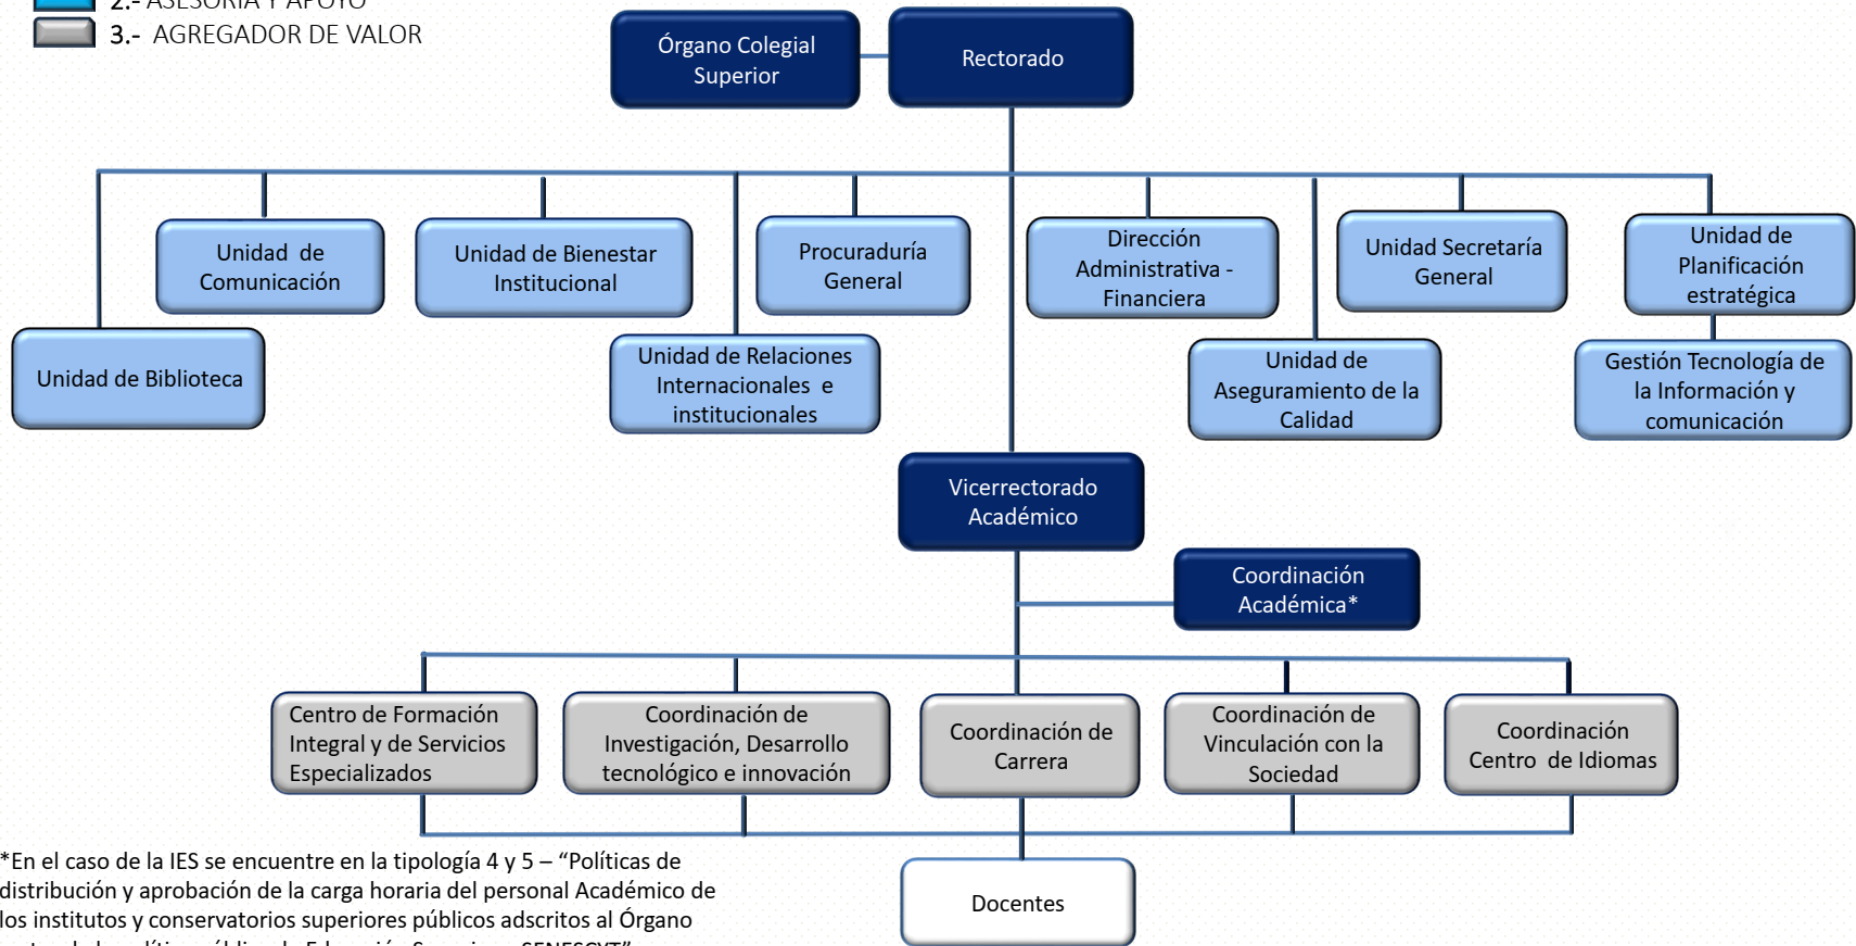 2.- ASESORÍA Y APOYO
3.- AGREGADOR DE VALOR
Órgano Colegial
Superior
Rectorado
Unidad de
Comunicación
Unidad de Bienestar
Institucional
Procuraduría
General
Dirección
Administrativa -
Financiera
Unidad Secretaría
General
Unidad de
Planificación
estratégica
Unidad de Biblioteca
Unidad de Relaciones
Internacionales e
institucionales
Unidad de
Aseguramiento de la
Calidad
Gestión Tecnología de
la Información y
comunicación
Vicerrectorado
Académico
Coordinación
Académica*
Centro de Formación
Integral y de Servicios
Especializados
Coordinación de
Investigación, Desarrollo
tecnológico e innovación
Coordinación de
Carrera
Coordinación de
Vinculación con la
Sociedad
Coordinación
Centro de Idiomas
Docentes
*En el caso de la IES se encuentre en la tipología 4 y 5 – “Políticas de
distribución y aprobación de la carga horaria del personal Académico de
los institutos y conservatorios superiores públicos adscritos al Órgano